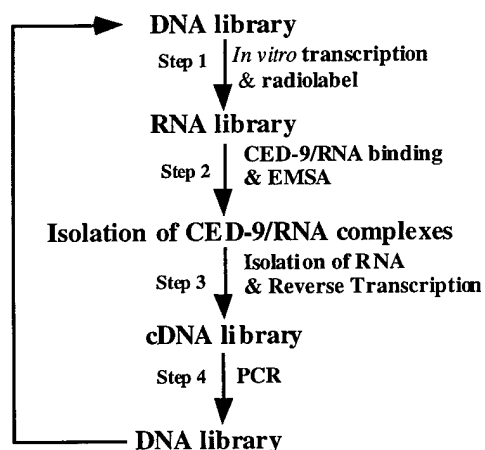 DNA library
Step 1
In vitro transcription
& radiolabel
RNA library
Step 2
CED-9/RNA binding
& EMSA
Isolation of CED-9/RNA complexes
Step 3
Isolation of RNA
& Reverse Transcription
cDNA library
Step 4
PCR
DNA library